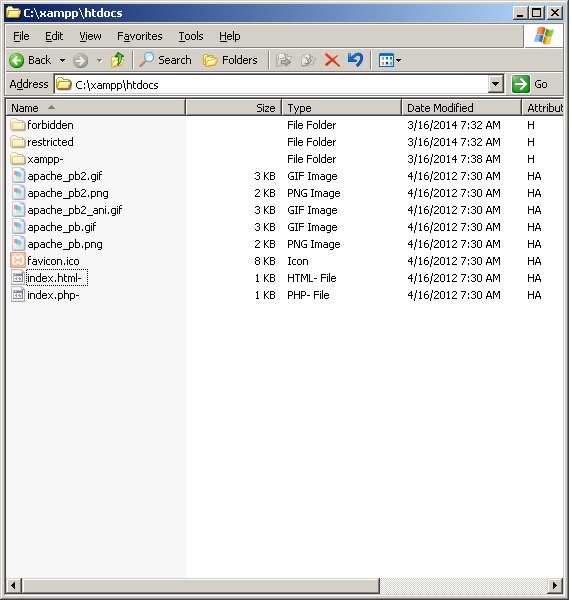 C:\xampp\htdocs
File Edit View Favorites Tools Help
Back Search Folders
Address C:\xampp\htdocs Go
Name Size Type Date Modified Attribut
forbidden File Folder 3/16/2014 7:32 AM H
restricted File Folder 3/16/2014 7:32 AM H
xampp- File Folder 3/16/2014 7:38 AM H
apache_pb2.gif 3 KB GIF Image 4/16/2012 7:30 AM HA
apache_pb2.png 2 KB PNG Image 4/16/2012 7:30 AM HA
apache_pb2_ani.gif 3 KB GIF Image 4/16/2012 7:30 AM HA
apache_pb.gif 3 KB GIF Image 4/16/2012 7:30 AM HA
apache_pb.png 2 KB PNG Image 4/16/2012 7:30 AM HA
favicon.ico 8 KB Icon 4/16/2012 7:30 AM HA
index.html- 1 KB HTML- File 4/16/2012 7:30 AM HA
index.php- 1 KB PHP- File 4/16/2012 7:30 AM HA